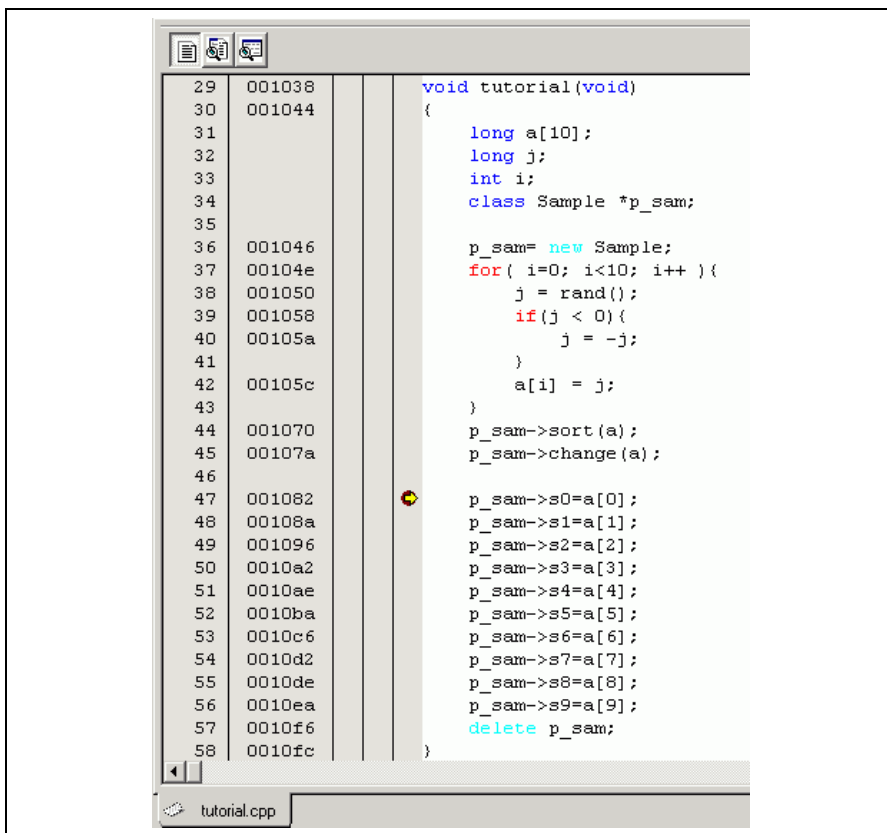 29 001038 void tutorial(void)
30 001044 {
31 long a[10];
32 long j;
33 int i;
34 class Sample *p_sam;
35
36 001046 p_sam= new Sample;
37 00104e for( i=0; i<10; i++ ){
38 001050 j = rand();
39 001058 if(j < 0){
40 00105a j = -j;
41 }
42 00105c a[i] = j;
43 }
44 001070 p_sam->sort(a);
45 00107a p_sam->change(a);
46
47 001082 p_sam->s0=a[0];
48 00108a p_sam->s1=a[1];
49 001096 p_sam->s2=a[2];
50 0010a2 p_sam->s3=a[3];
51 0010ae p_sam->s4=a[4];
52 0010ba p_sam->s5=a[5];
53 0010c6 p_sam->s6=a[6];
54 0010d2 p_sam->s7=a[7];
55 0010de p_sam->s8=a[8];
56 0010ea p_sam->s9=a[9];
57 0010f6 delete p_sam;
58 0010fc }
tutorial.cpp